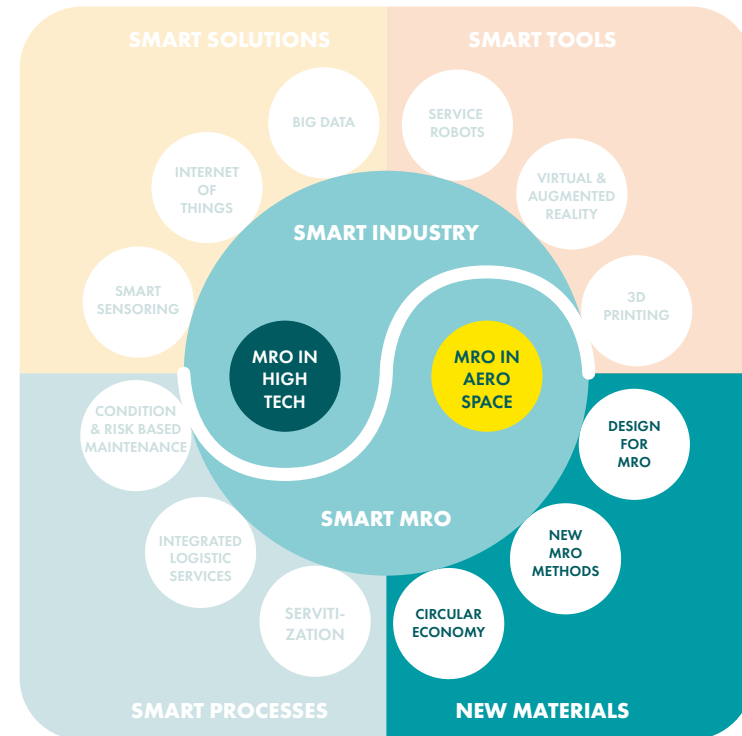 SMART SOLUTIONS
SMART TOOLS
BIG DATA
SERVICE
ROBOTS
INTERNET
OF
THINGS
VIRTUAL &
AUGMENTED
REALITY
SMART INDUSTRY
SMART
SENSORING
3D
PRINTING
MRO IN
HIGH
TECH
MRO IN
AERO
SPACE
CONDITION
& RISK BASED
MAINTENANCE
DESIGN
FOR
MRO
SMART MRO
INTEGRATED
LOGISTIC
SERVICES
NEW
MRO
METHODS
SERVITI-
ZATION
CIRCULAR
ECONOMY
SMART PROCESSES
NEW MATERIALS